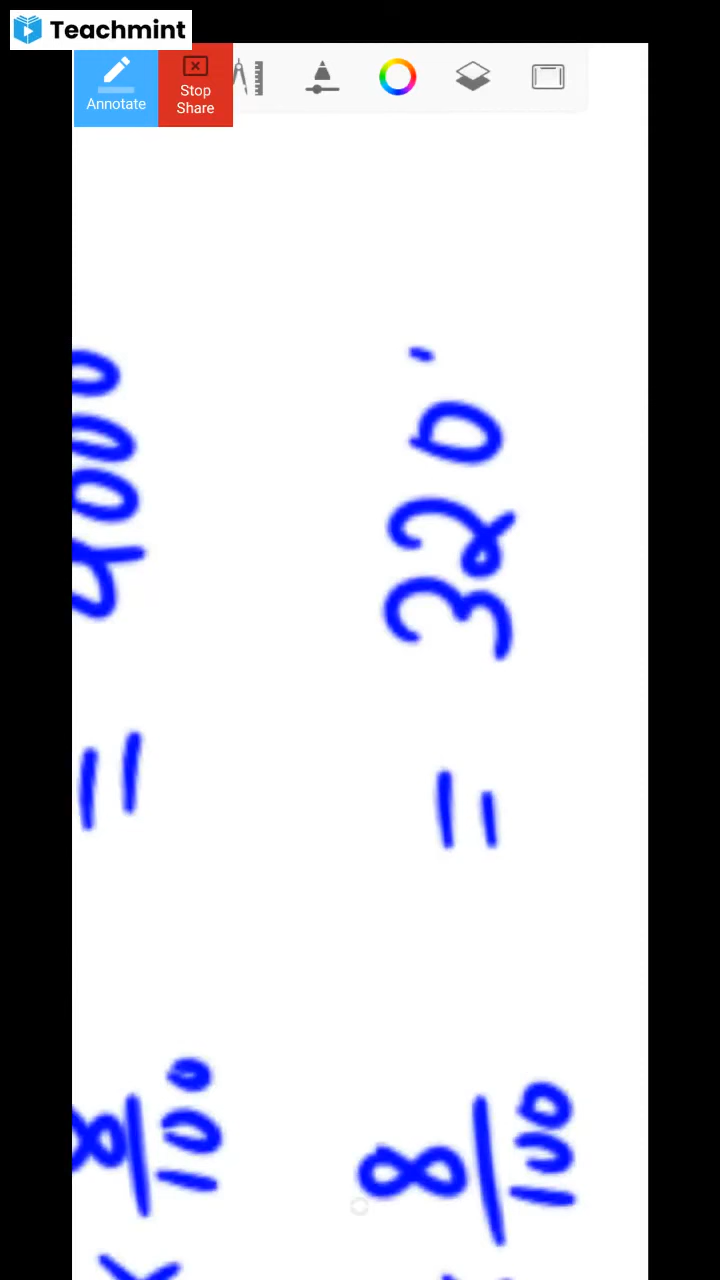 Teachmint
Annotate
Stop
Share
× 8/100 = 4000
8/100 = 320.